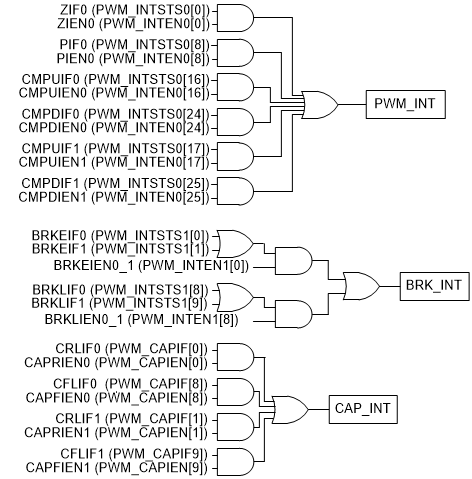 ZIF0 (PWM_INTSTS0[0])
ZIEN0 (PWM_INTEN0[0])
PIF0 (PWM_INTSTS0[8])
PIEN0 (PWM_INTEN0[8])
CMPUIF0 (PWM_INTSTS0[16])
CMPUIEN0 (PWM_INTEN0[16])
PWM_INT
CMPDIF0 (PWM_INTSTS0[24])
CMPDIEN0 (PWM_INTEN0[24])
CMPUIF1 (PWM_INTSTS0[17])
CMPUIEN1 (PWM_INTEN0[17])
CMPDIF1 (PWM_INTSTS0[25])
CMPDIEN1 (PWM_INTEN0[25])
BRKEIF0 (PWM_INTSTS1[0])
BRKEIF1 (PWM_INTSTS1[1])
BRKEIEN0_1 (PWM_INTEN1[0])
BRK_INT
BRKLIF0 (PWM_INTSTS1[8])
BRKLIF1 (PWM_INTSTS1[9])
BRKLIEN0_1 (PWM_INTEN1[8])
CRLIF0 (PWM_CAPIF[0])
CAPRIEN0 (PWM_CAPIEN[0])
CFLIF0 (PWM_CAPIF[8])
CAPFIEN0 (PWM_CAPIEN[8])
CAP_INT
CRLIF1 (PWM_CAPIF[1])
CAPRIEN1 (PWM_CAPIEN[1])
CFLIF1 (PWM_CAPIF9])
CAPFIEN1 (PWM_CAPIEN[9])